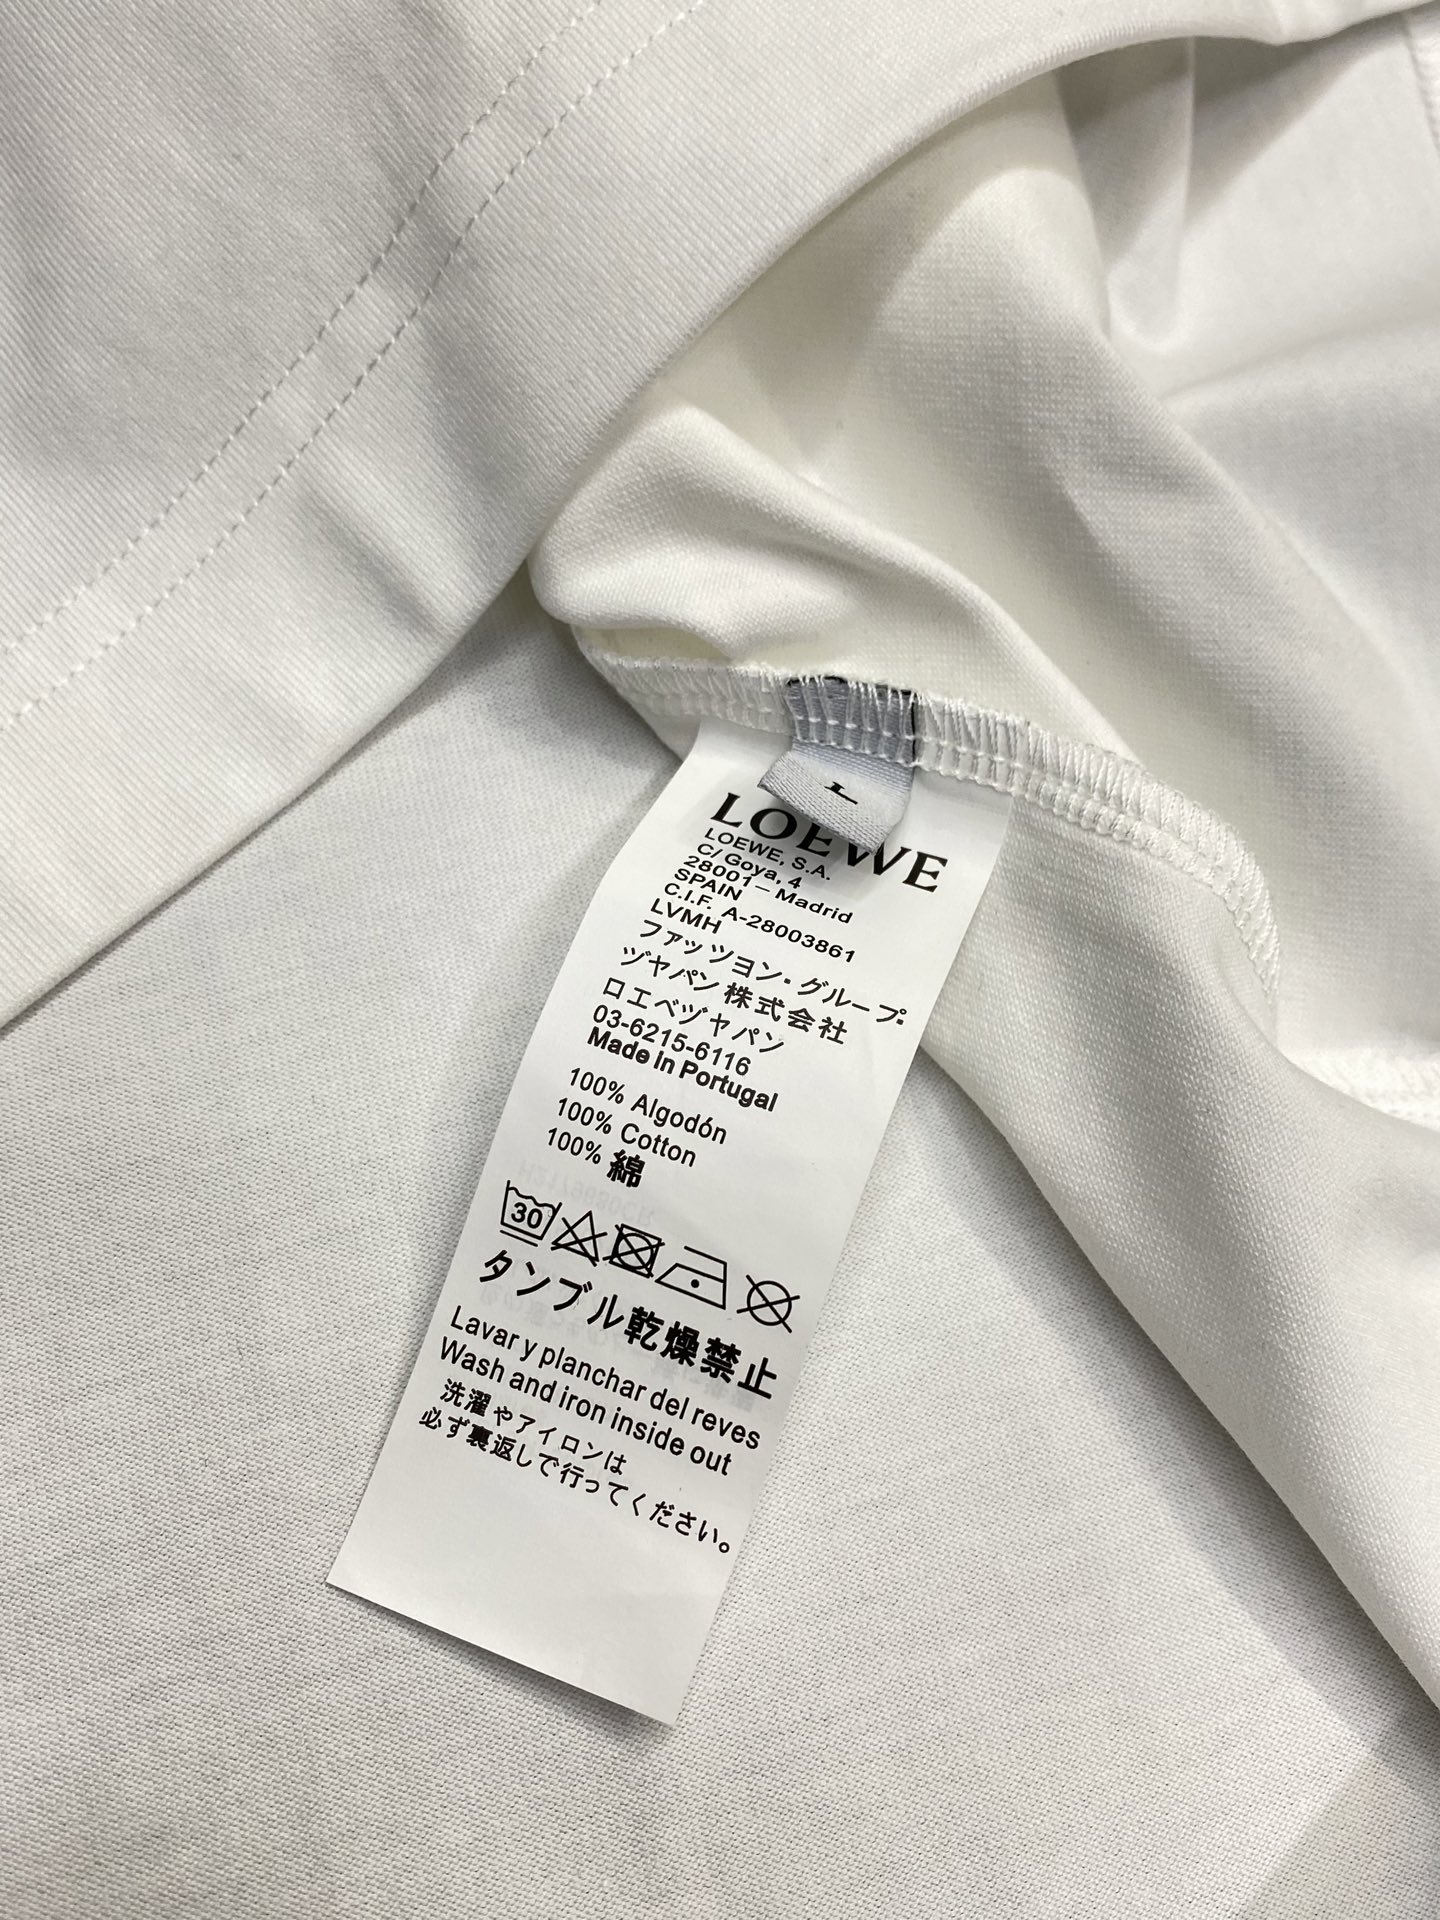 L
LOEWE
LOEWE, S.A.
C/ Goya, 4
28001 – Madrid
SPAIN
C.I.F. A-28003861
LVMH
ファッツヨン・グループ・
ヅヤパン株式会社
ロエベヅャパン
03-6215-6116
Made in Portugal
100% Algodón
100% Cotton
100% 綿
30
タンブル乾燥禁止
Lavar y planchar del reves
Wash and iron inside out
洗濯やアイロンは
必ず裏返しで行ってください。